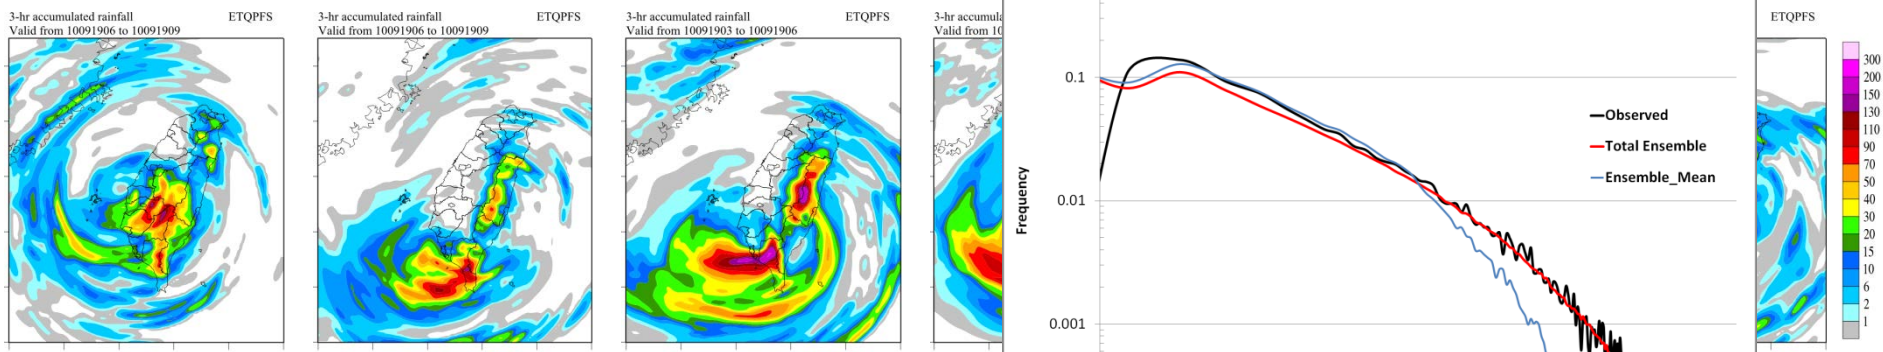 3-hr accumulated rainfall ETQPFS
Valid from 10091906 to 10091909
3-hr accumulated rainfall ETQPFS
Valid from 10091906 to 10091909
3-hr accumulated rainfall ETQPFS
Valid from 10091903 to 10091906
3-hr accumula
Valid from 10
Frequency
0.1
0.01
0.001
Observed
Total Ensemble
Ensemble_Mean
ETQPFS
300
200
150
130
110
90
70
50
40
30
20
15
10
6
2
1